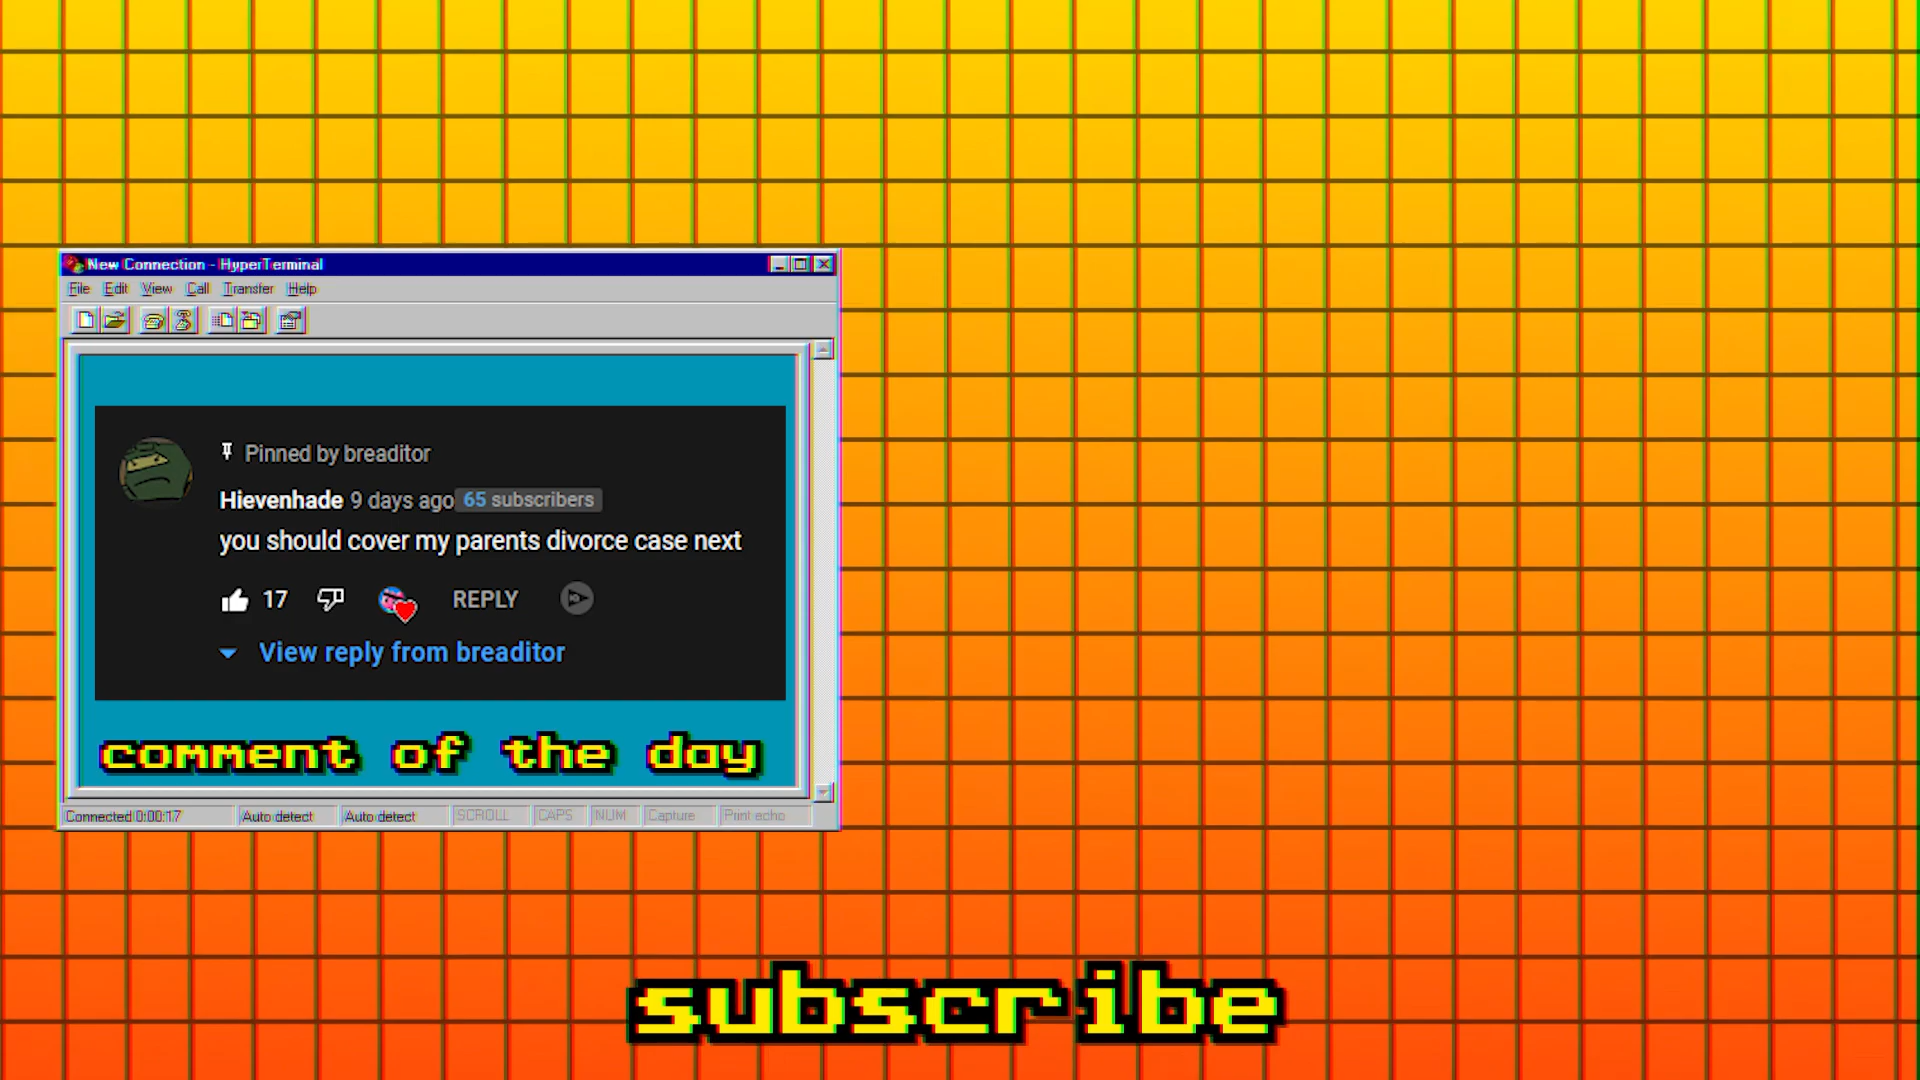 New Connection - HyperTerminal
File Edit View Call Transfer Help
Pinned by breaditor
Hievenhade 9 days ago 65 subscribers
you should cover my parents divorce case next
17 REPLY
View reply from breaditor
comment of the day
Connected 0:00:17 Auto detect Auto detect SCROLL CAPS NUM Capture Print echo
subscribe